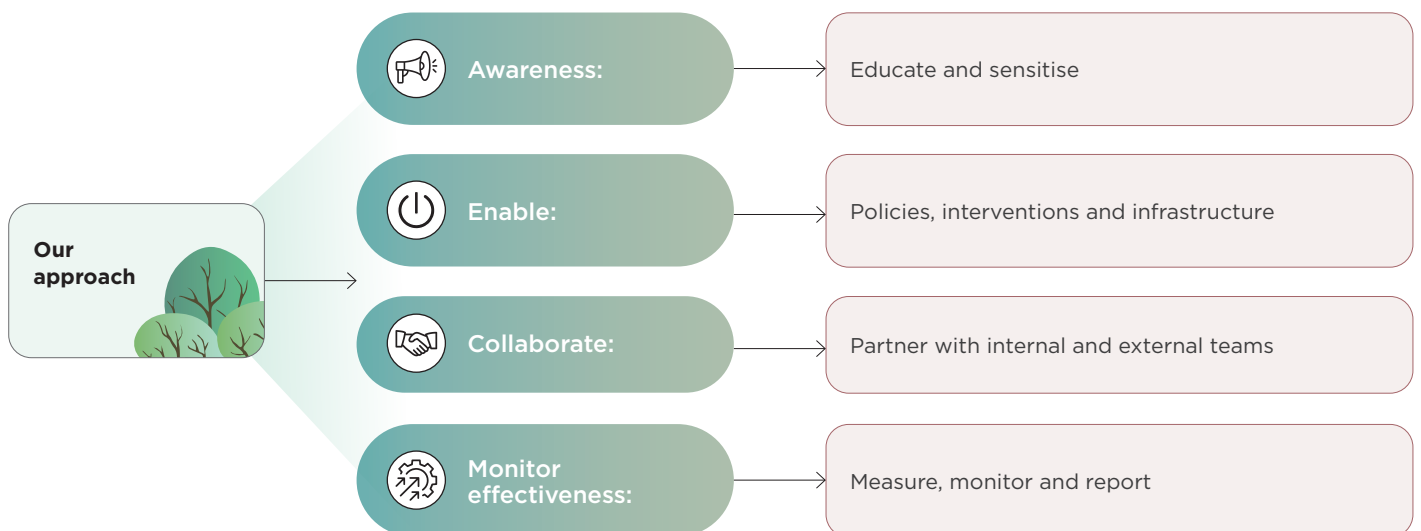 Our
approach
Awareness:
Educate and sensitise
Enable:
Policies, interventions and infrastructure
Collaborate:
Partner with internal and external teams
Monitor
effectiveness:
Measure, monitor and report